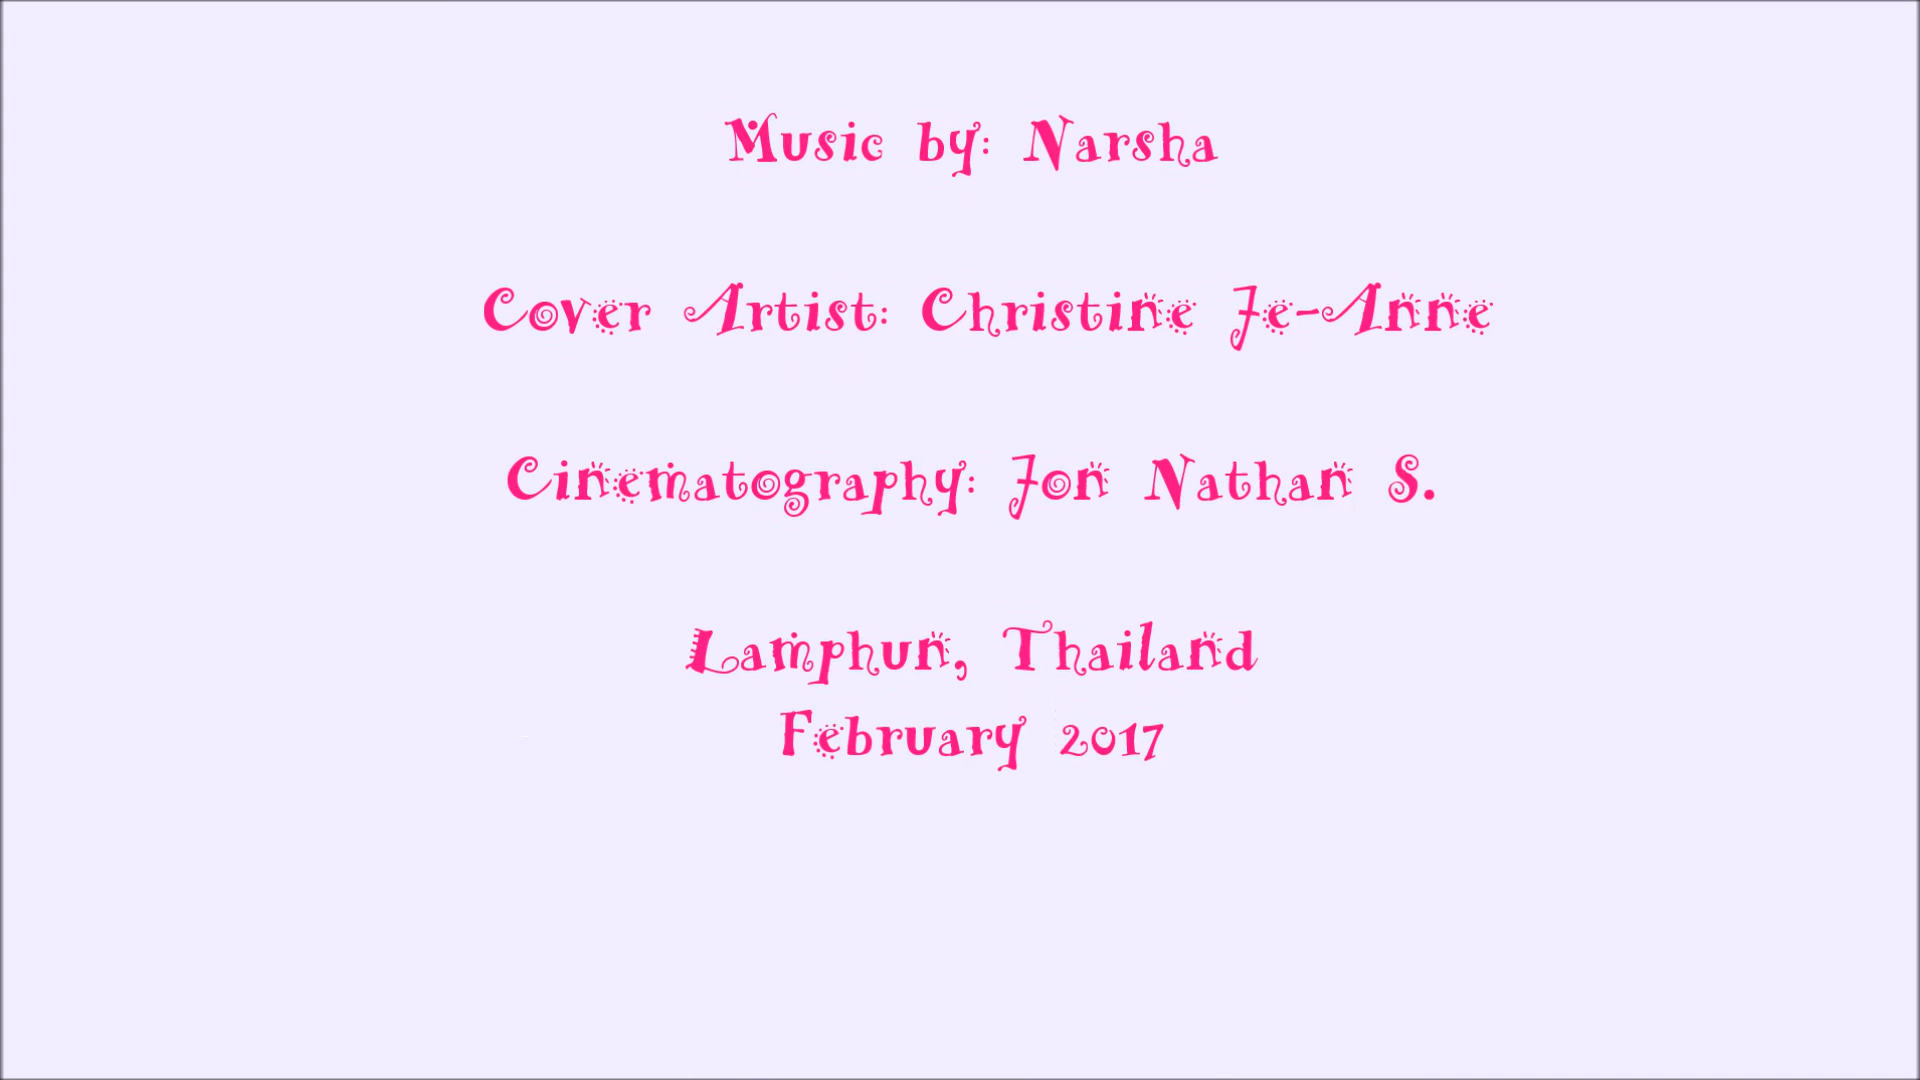 Music by: Narsha
Cover Artist: Christine Je-Anne
Cinematography: Jon Nathan S.
Lamphun, Thailand
February 2017